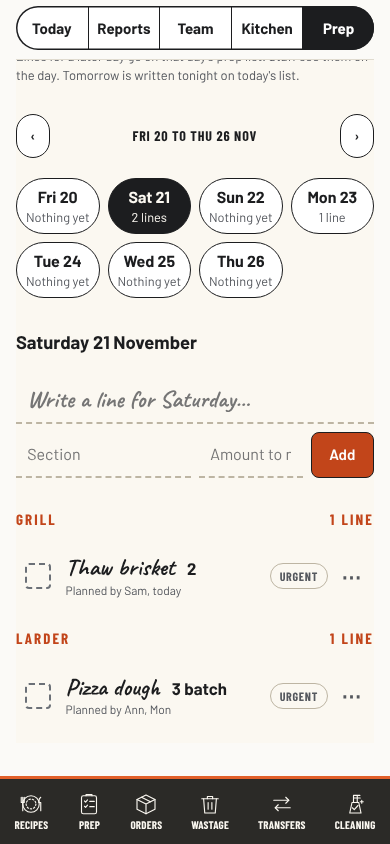 Today Reports Team Kitchen Prep
the day. Tomorrow is written tonight on today's list.
‹ FRI 20 TO THU 26 NOV ›
Fri 20 Sat 21 Sun 22 Mon 23
Nothing yet 2 lines Nothing yet 1 line
Tue 24 Wed 25 Thu 26
Nothing yet Nothing yet Nothing yet
Saturday 21 November
Write a line for Saturday...
Section Amount to r Add
GRILL 1 LINE
Thaw brisket 2 URGENT ...
Planned by Sam, today
LARDER 1 LINE
Pizza dough 3 batch URGENT ...
Planned by Ann, Mon
RECIPES PREP ORDERS WASTAGE TRANSFERS CLEANING